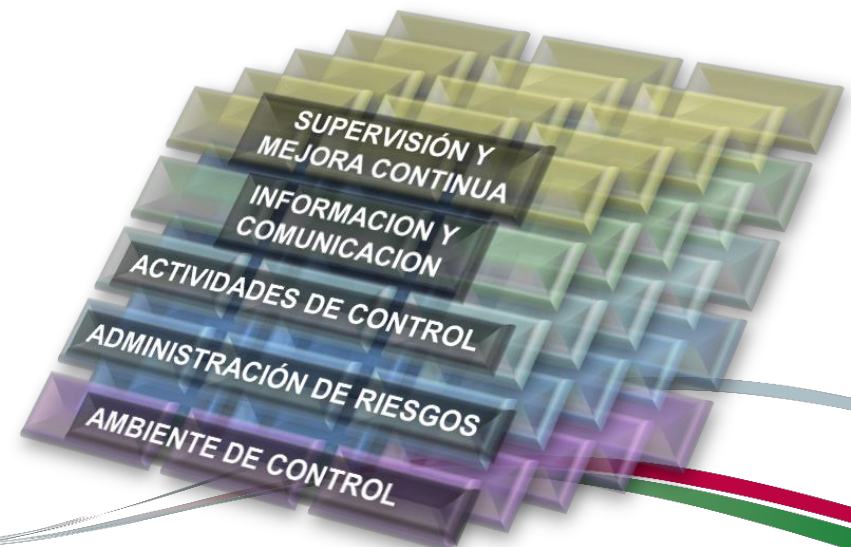 SUPERVISIÓN Y
MEJORA CONTINUA
INFORMACION Y
COMUNICACION
ACTIVIDADES DE CONTROL
ADMINISTRACIÓN DE RIESGOS
AMBIENTE DE CONTROL